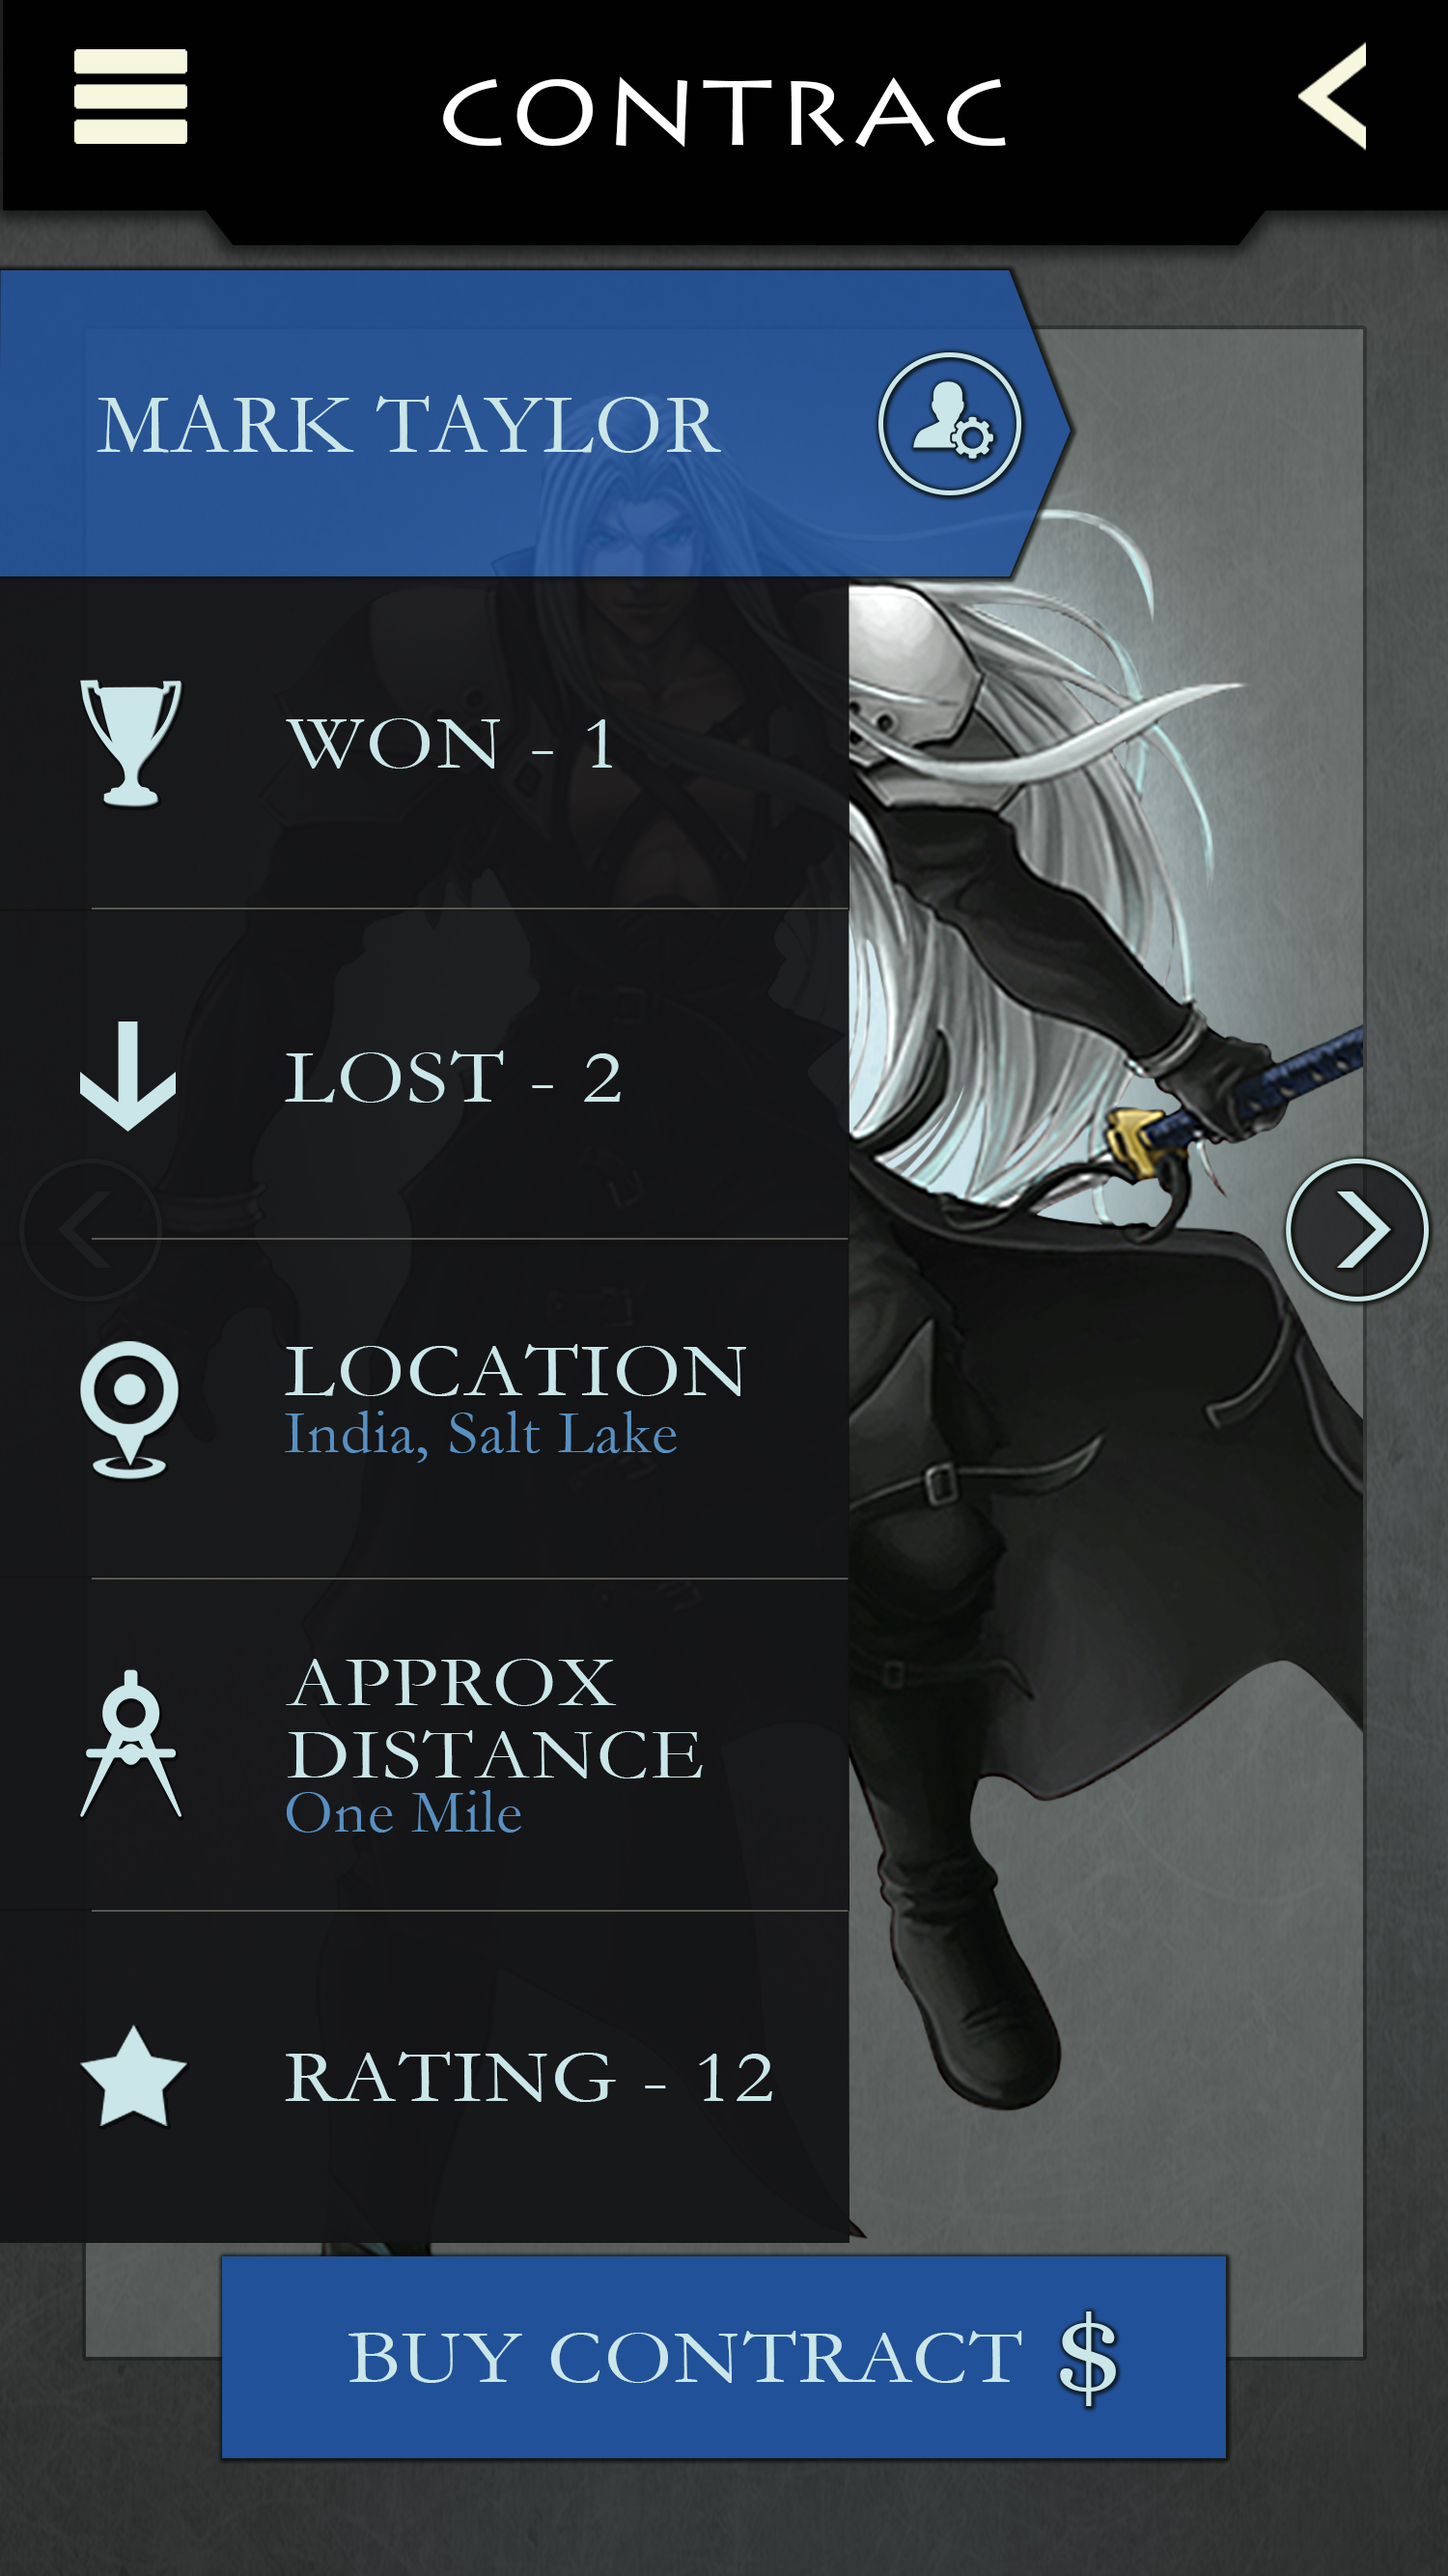 CONTRAC
MARK TAYLOR
WON - 1
LOST - 2
LOCATION
India, Salt Lake
APPROX
DISTANCE
One Mile
RATING - 12
BUY CONTRACT $